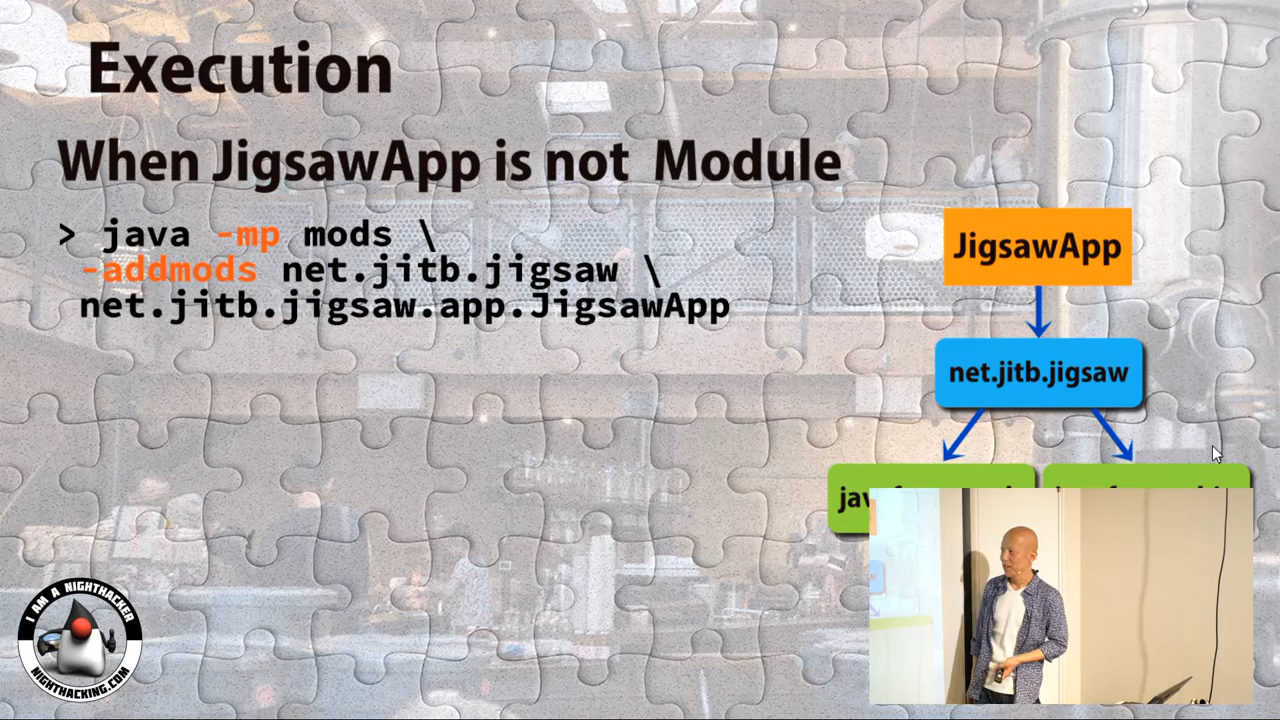 Execution
When JigsawApp is not Module
> java -mp mods \
-addmods net.jitb.jigsaw \
net.jitb.jigsaw.app.JigsawApp
JigsawApp
net.jitb.jigsaw
I AM A NIGHTHACKER
NIGHTHACKING.COM